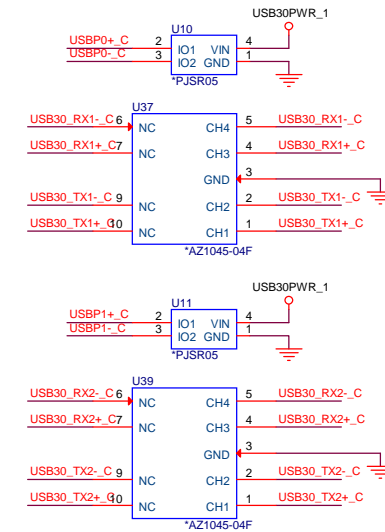 USB30PWR_1
U10
USBP0+_C 2 IO1 VIN 4
USBP0-_C 3 IO2 GND 1
*PJSR05
U37
USB30_RX1-_C 6 NC CH4 5 USB30_RX1-_C
USB30_RX1+_C 7 NC CH3 4 USB30_RX1+_C
GND 3
USB30_TX1-_C 9 NC CH2 2 USB30_TX1-_C
USB30_TX1+_C 10 NC CH1 1 USB30_TX1+_C
*AZ1045-04F
USB30PWR_1
U11
USBP1+_C 2 IO1 VIN 4
USBP1-_C 3 IO2 GND 1
*PJSR05
U39
USB30_RX2-_C 6 NC CH4 5 USB30_RX2-_C
USB30_RX2+_C 7 NC CH3 4 USB30_RX2+_C
GND 3
USB30_TX2-_C 9 NC CH2 2 USB30_TX2-_C
USB30_TX2+_C 10 NC CH1 1 USB30_TX2+_C
*AZ1045-04F